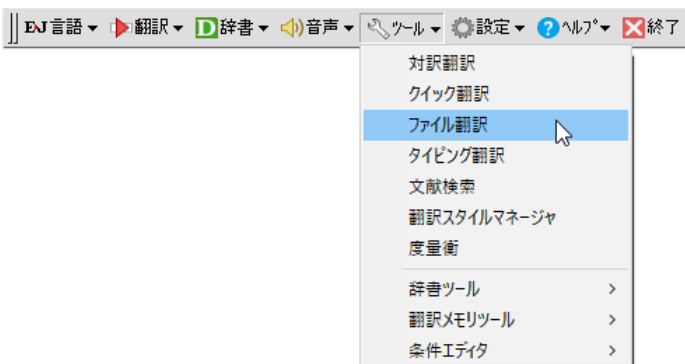 EJ 言語 翻訳 D 辞書 音声 ツール 設定 ? ヘルプ 終了
対訳翻訳
クイック翻訳
ファイル翻訳
タイピング翻訳
文献検索
翻訳スタイルマネージャ
度量衡
辞書ツール
翻訳メモリツール
条件エディタ